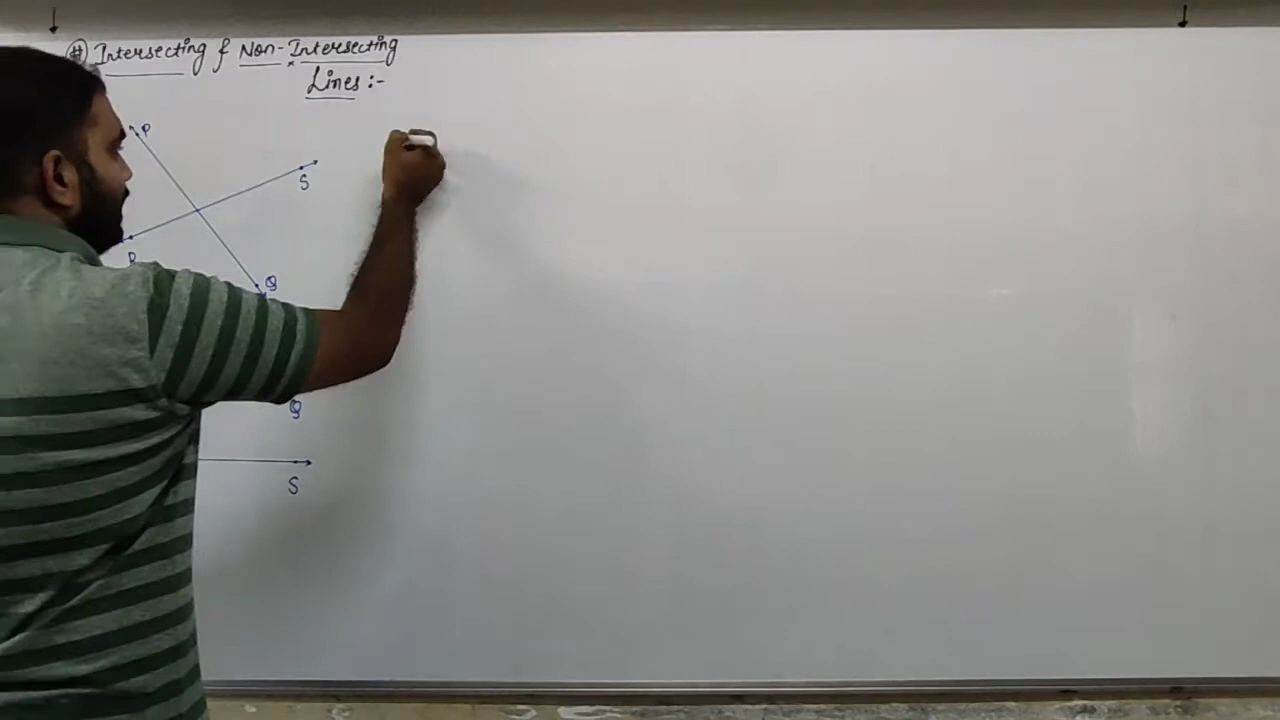 # Intersecting & Non-Intersecting
Lines :-
P
S
R
Q
Q
S